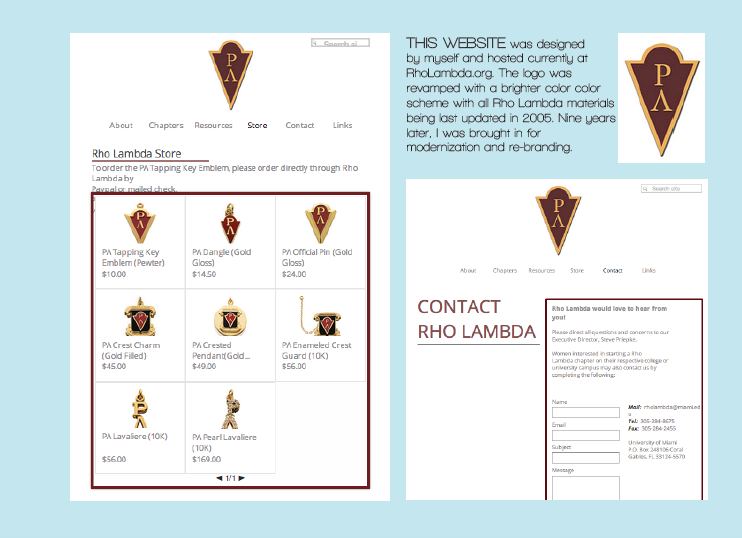 Search si
P
Λ
About Chapters Resources Store Contact Links
Rho Lambda Store
To order the PΛ Tapping Key Emblem, please order directly through Rho
Lambda by
Paypal or mailed check.
PΛ Tapping Key
Emblem (Pewter)
$10.00
PΛ Dangle (Gold
Gloss)
$14.50
PΛ Official Pin (Gold
Gloss)
$24.00
PΛ Crest Charm
(Gold Filled)
$45.00
PΛ Crested
Pendant(Gold...
$49.00
PΛ Enameled Crest
Guard (10K)
$56.00
PΛ Lavaliere (10K)
$56.00
PΛ Pearl Lavaliere
(10K)
$169.00
1/1
THIS WEBSITE was designed
by myself and hosted currently at
RhoLambda.org. The logo was
revamped with a brighter color color
scheme with all Rho Lambda materials
being last updated in 2005. Nine years
later, I was brought in for
modernization and re-branding.
P
Λ
Search site
P
Λ
About Chapters Resources Store Contact Links
CONTACT
RHO LAMBDA
Rho Lambda would love to hear from
you!
Please direct all questions and concerns to our
Executive Director, Steve Priepke.
Women interested in starting a Rho
Lambda chapter on their respective college or
university campus may also contact us by
completing the following:
Name
Email
Subject
Message
Mail: rholambda@miami.ed
u
Tel: 305-284-8675
Fax: 305-284-2455
University of Miami
P.O. Box 248106 Coral
Gables, FL 33124-5570